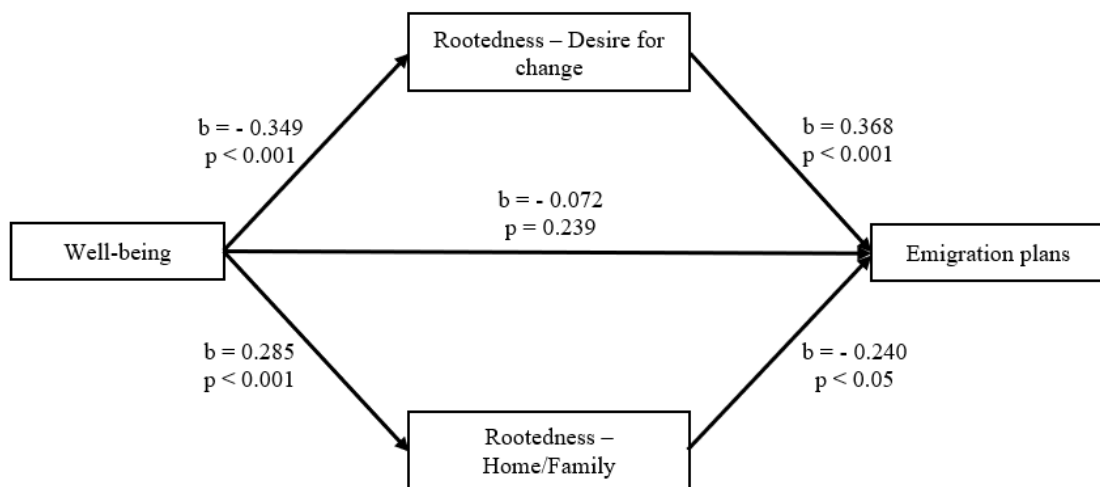 Rootedness – Desire for
change
b = - 0.349
p < 0.001
b = 0.368
p < 0.001
b = - 0.072
p = 0.239
Well-being
Emigration plans
b = 0.285
p < 0.001
b = - 0.240
p < 0.05
Rootedness –
Home/Family